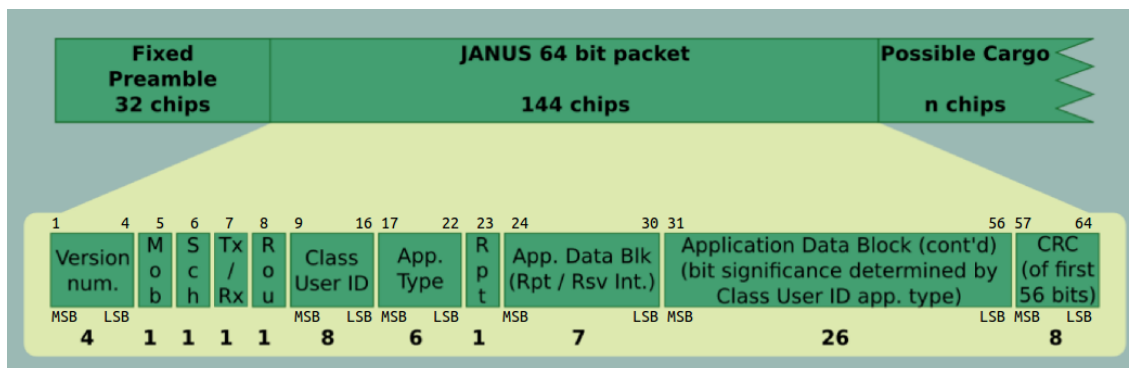 Fixed JANUS 64 bit packet Possible Cargo
Preamble
32 chips 144 chips n chips
1 4 5 6 7 8 9 16 17 22 23 24 30 31 56 57 64
Version
num.
M
o
b
S
c
h
Tx
/
Rx
R
o
u
Class
User ID
App.
Type
R
p
t
App. Data Blk
(Rpt / Rsv Int.)
Application Data Block (cont'd)
(bit significance determined by
Class User ID app. type)
CRC
(of first
56 bits)
MSB LSB MSB LSB MSB LSB MSB LSB MSB LSB MSB LSB
4 1 1 1 1 8 6 1 7 26 8